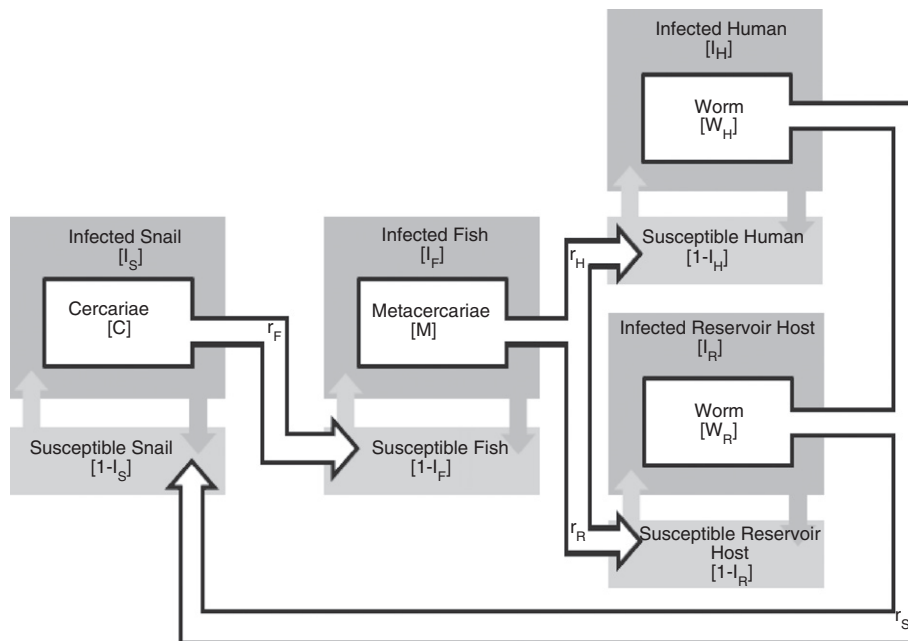 Infected Human
[I_H]
Worm
[W_H]
Susceptible Human
[1-I_H]
Infected Snail
[I_S]
Cercariae
[C]
Susceptible Snail
[1-I_S]
r_F
Infected Fish
[I_F]
Metacercariae
[M]
Susceptible Fish
[1-I_F]
r_H
r_R
Infected Reservoir Host
[I_R]
Worm
[W_R]
Susceptible Reservoir
Host
[1-I_R]
r_S